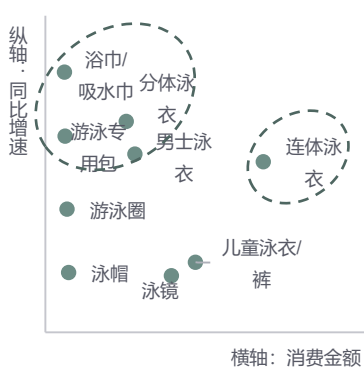 纵轴：同比增速
浴巾/
吸水巾
分体泳
衣
游泳专
用包
男士泳
衣
连体泳
衣
游泳圈
儿童泳衣/
裤
泳帽
泳镜
横轴：消费金额